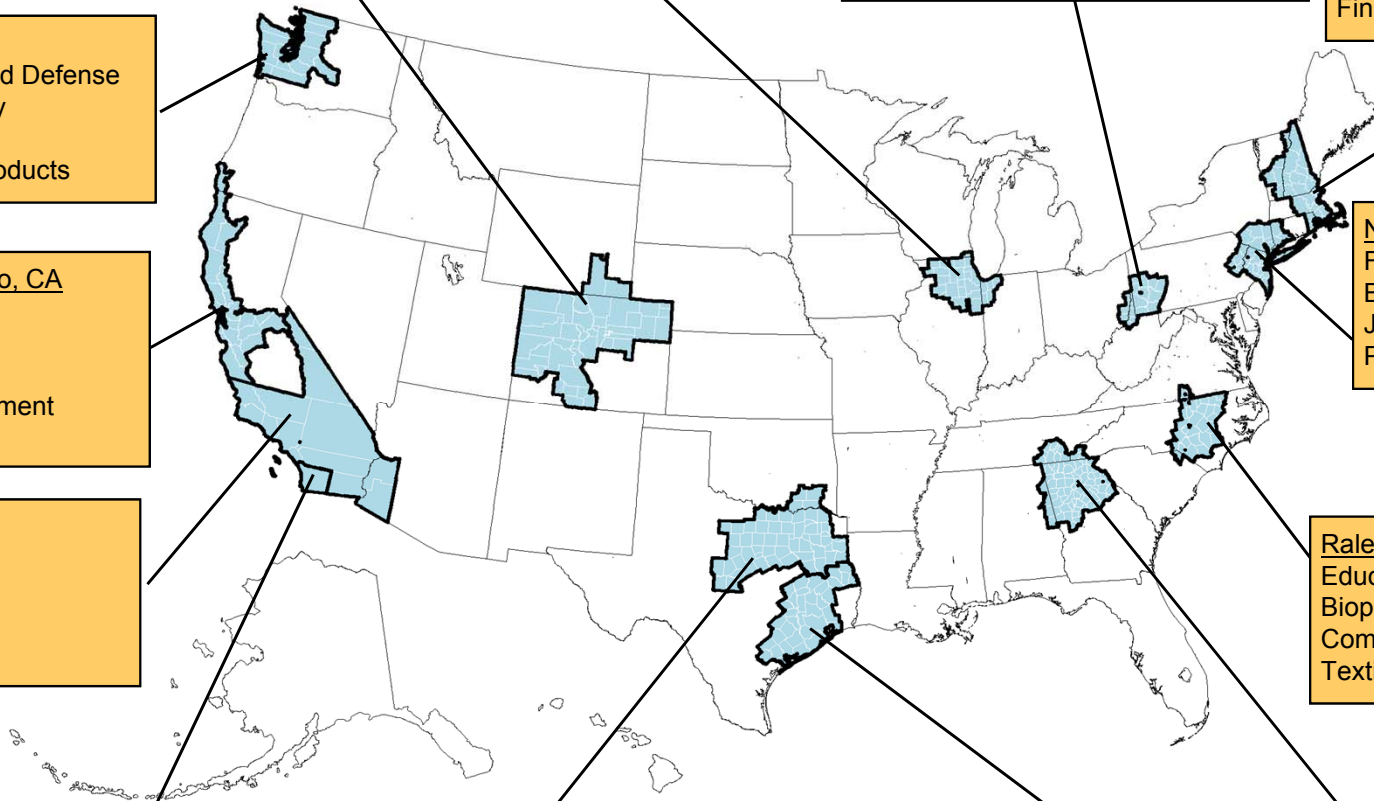 Fin
d Defense
y
oducts
o, CA
ment
N
F
E
J
P
Rale
Educ
Biop
Com
Text